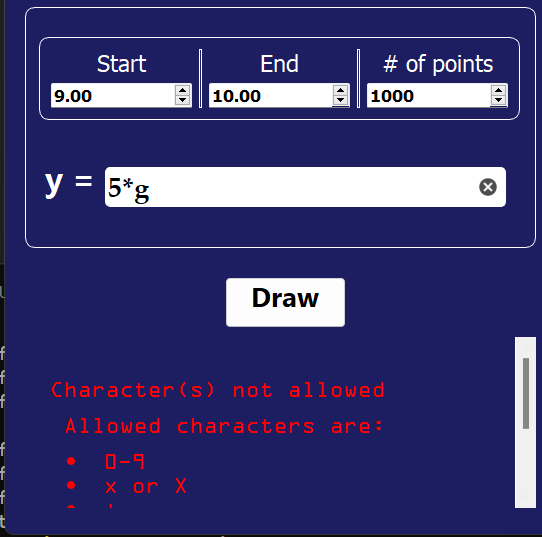 Start End # of points
9.00 10.00 1000
y = 5*g
Draw
Character(s) not allowed
Allowed characters are:
• 0-9
• x or X